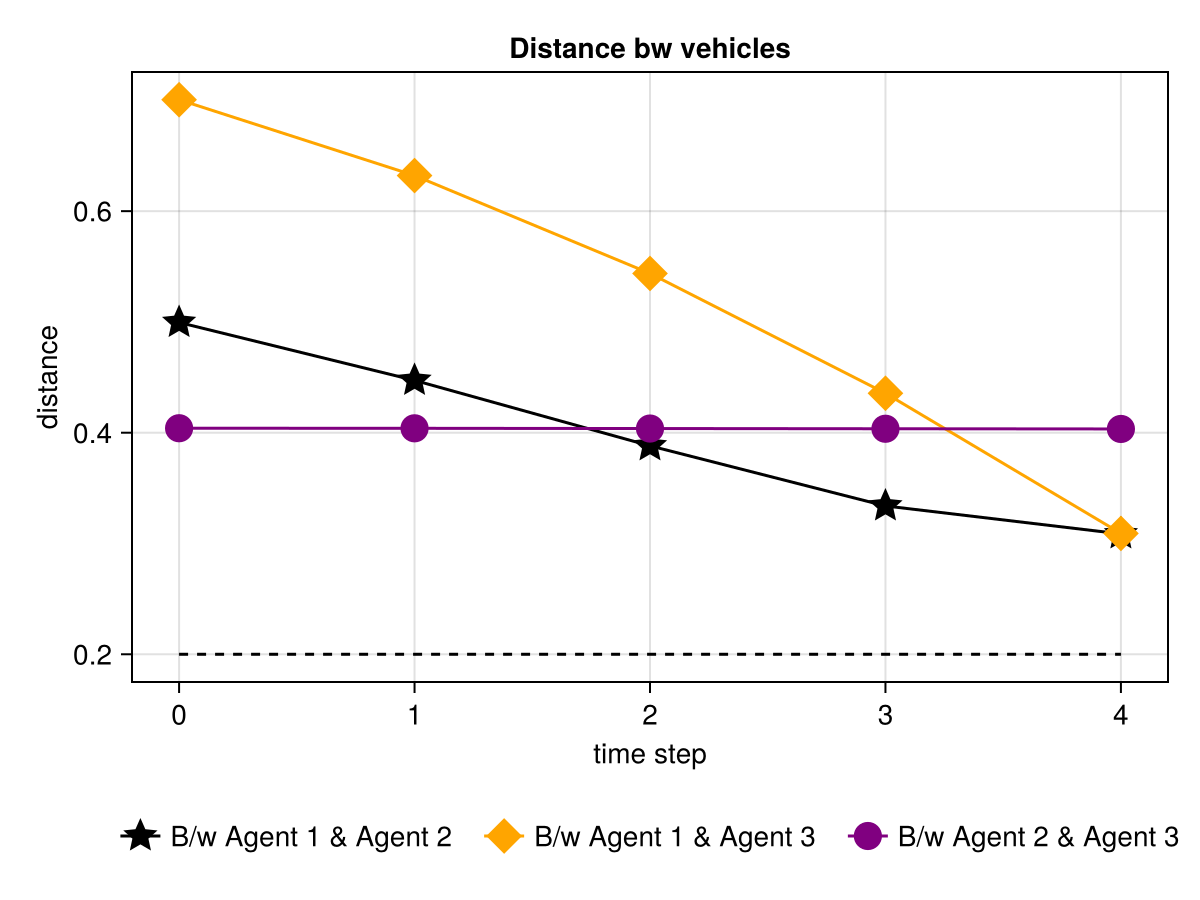 Distance bw vehicles
distance
0.6
0.4
0.2
0 1 2 3 4
time step
B/w Agent 1 & Agent 2 B/w Agent 1 & Agent 3 B/w Agent 2 & Agent 3